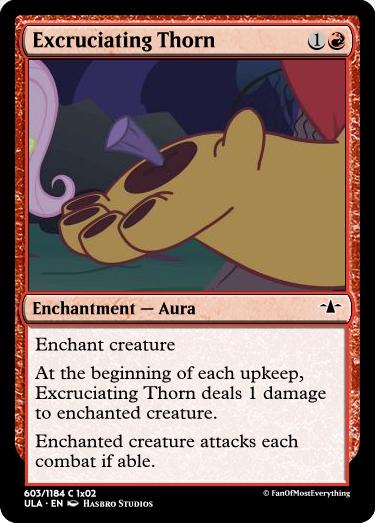 Excruciating Thorn 1
Enchantment — Aura
Enchant creature
At the beginning of each upkeep,
Excruciating Thorn deals 1 damage
to enchanted creature.
Enchanted creature attacks each
combat if able.
603/1184 C 1x02
ULA • EN Hasbro Studios
© FanOfMostEverything